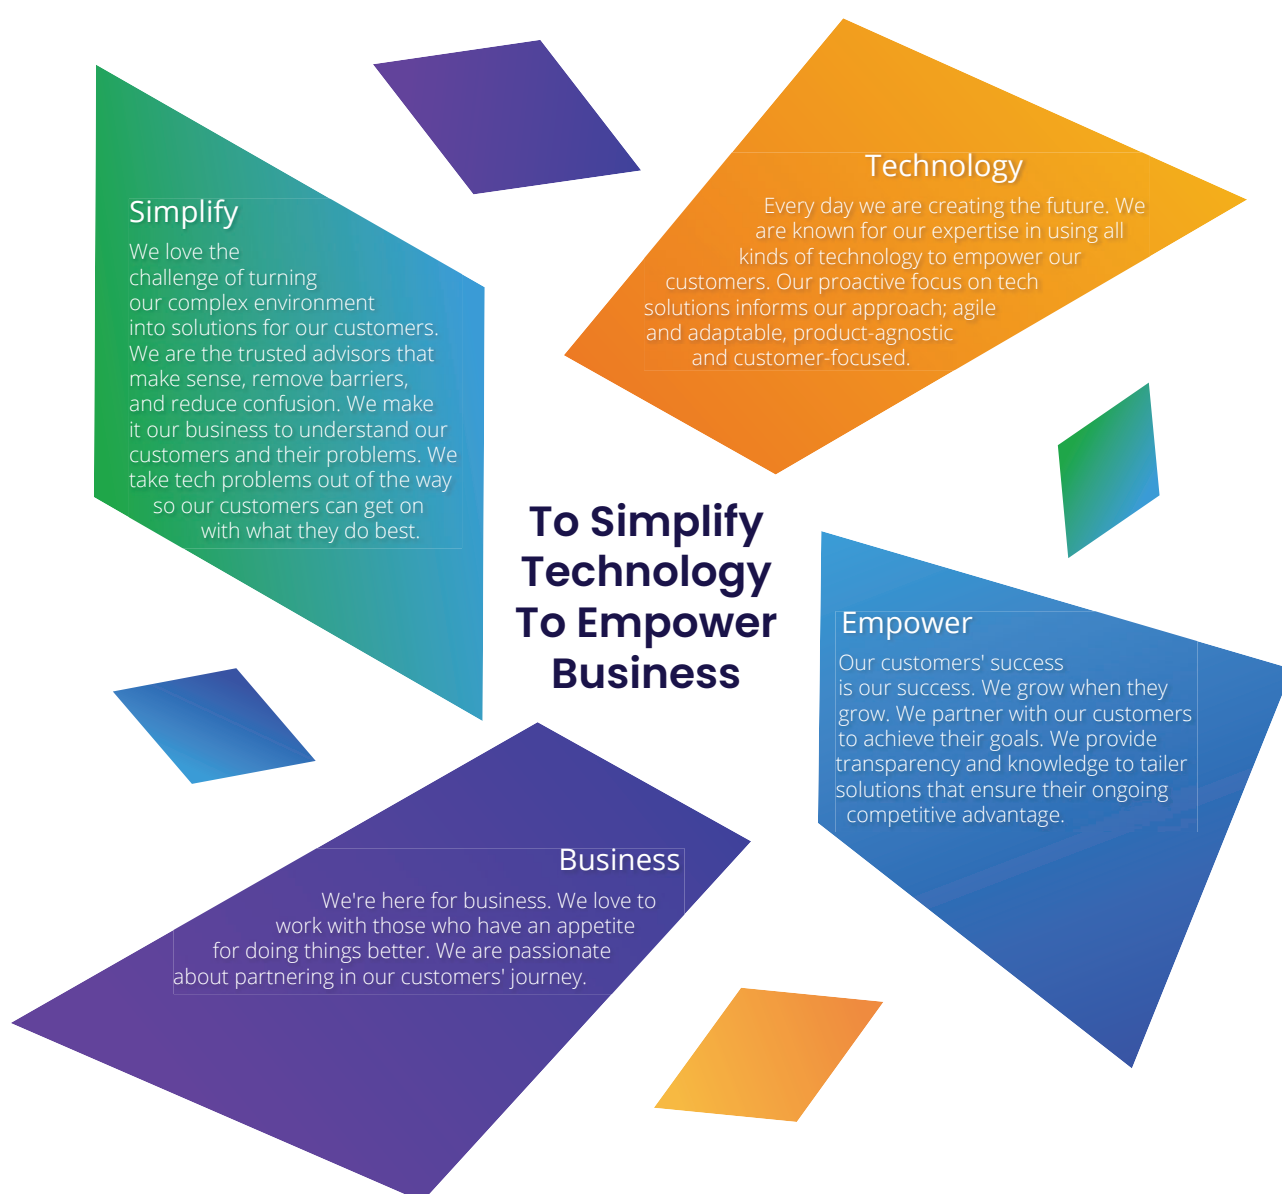 Simplify
We love the
challenge of turning
our complex environment
into solutions for our customers.
We are the trusted advisors that
make sense, remove barriers,
and reduce confusion. We make
it our business to understand our
customers and their problems. We
take tech problems out of the way
so our customers can get on
with what they do best.
Technology
Every day we are creating the future. We
are known for our expertise in using all
kinds of technology to empower our
customers. Our proactive focus on tech
solutions informs our approach; agile
and adaptable, product-agnostic
and customer-focused.
To Simplify
Technology
To Empower
Business
Empower
Our customers' success
is our success. We grow when they
grow. We partner with our customers
to achieve their goals. We provide
transparency and knowledge to tailer
solutions that ensure their ongoing
competitive advantage.
Business
We're here for business. We love to
work with those who have an appetite
for doing things better. We are passionate
about partnering in our customers' journey.